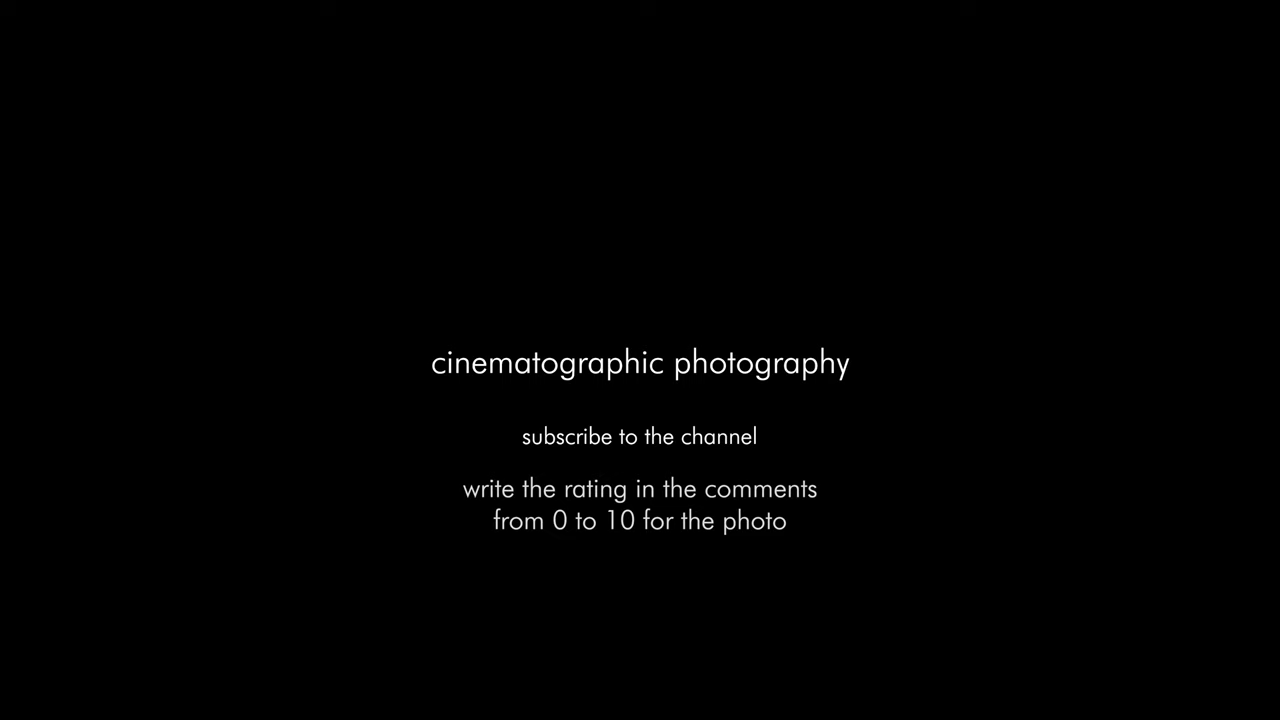 cinematographic photography
subscribe to the channel
write the rating in the comments
from 0 to 10 for the photo